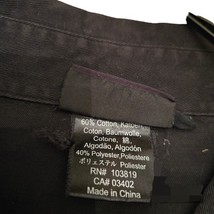 60% Cotton, Katoen
Coton, Baumwolle,
Cotone, 綿,
Algodão, Algodón
40% Polyester, Poliestere
ポリエステル Poliester
RN# 103819
CA# 03402
Made in China